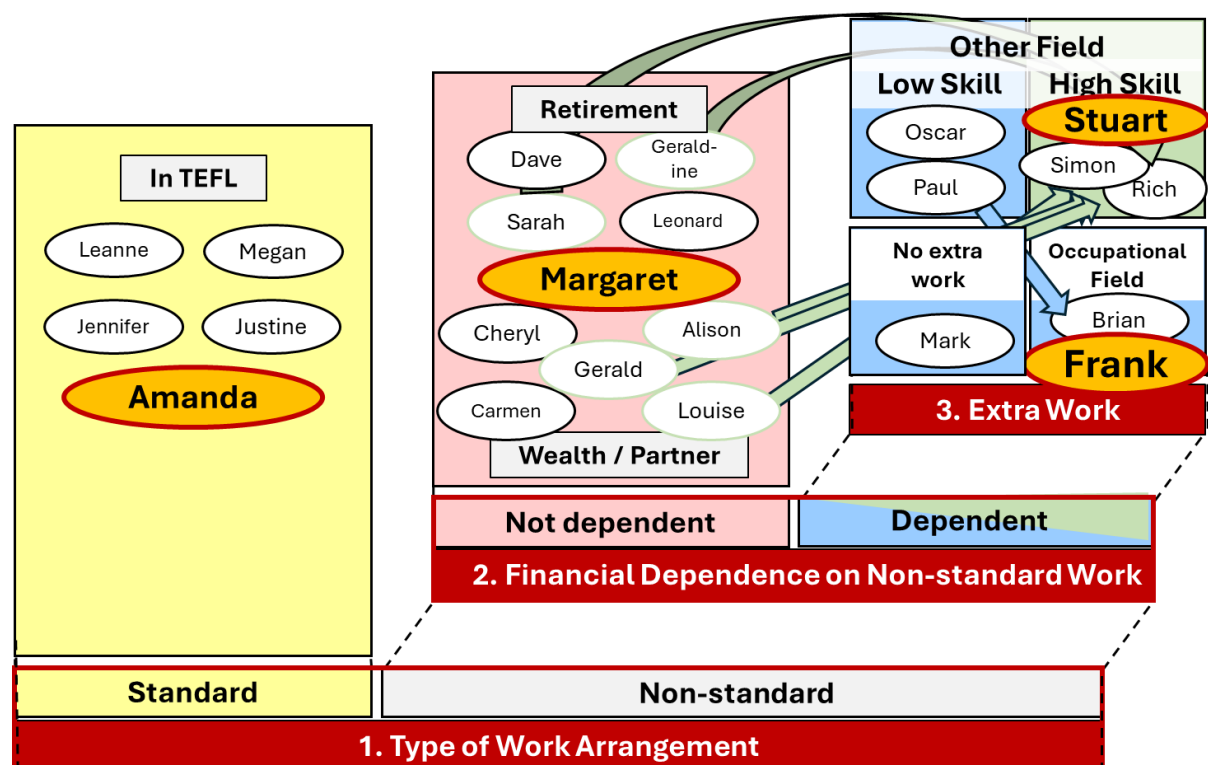 Other Field
Low Skill
High Skill
Stuart
Oscar
Simon
Paul
Rich
Retirement
Dave
Gerald-
ine
Sarah
Leonard
Margaret
Cheryl
Alison
Gerald
Carmen
Louise
Wealth / Partner
In TEFL
Leanne
Megan
Jennifer
Justine
Amanda
No extra
work
Mark
Occupational
Field
Brian
Frank
3. Extra Work
Not dependent
Dependent
2. Financial Dependence on Non-standard Work
Standard
Non-standard
1. Type of Work Arrangement